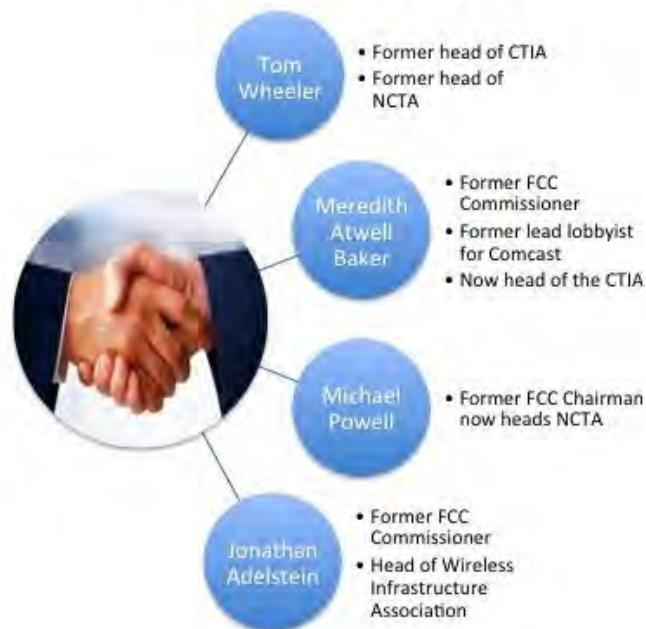 Tom
Wheeler
• Former head of CTIA
• Former head of
NCTA
Meredith
Atwell
Baker
• Former FCC
Commissioner
• Former lead lobbyist
for Comcast
• Now head of the CTIA
Michael
Powell
• Former FCC Chairman
now heads NCTA
Jonathan
Adelstein
• Former FCC
Commissioner
• Head of Wireless
Infrastructure
Association